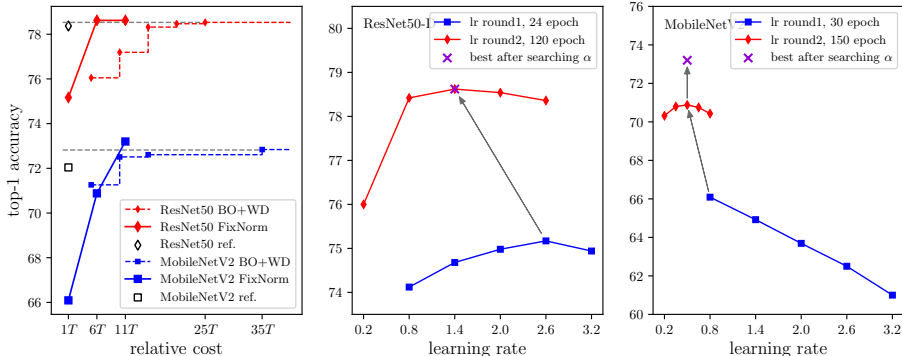 top-1 accuracy
78
76
73
71
68
66
1T
6T
11T
25T
35T
relative cost
ResNet50 BO+WD
ResNet50 FixNorm
ResNet50 ref.
MobileNetV2 BO+WD
MobileNetV2 FixNorm
MobileNetV2 ref.
80
79
78
77
76
75
74
lr round1, 24 epoch
lr round2, 120 epoch
best after searching α
0.2
0.8
1.4
2.0
2.6
3.2
learning rate
76
74
72
70
68
66
64
62
60
lr round1, 30 epoch
lr round2, 150 epoch
best after searching α
0.2
0.8
1.4
2.0
2.6
3.2
learning rate